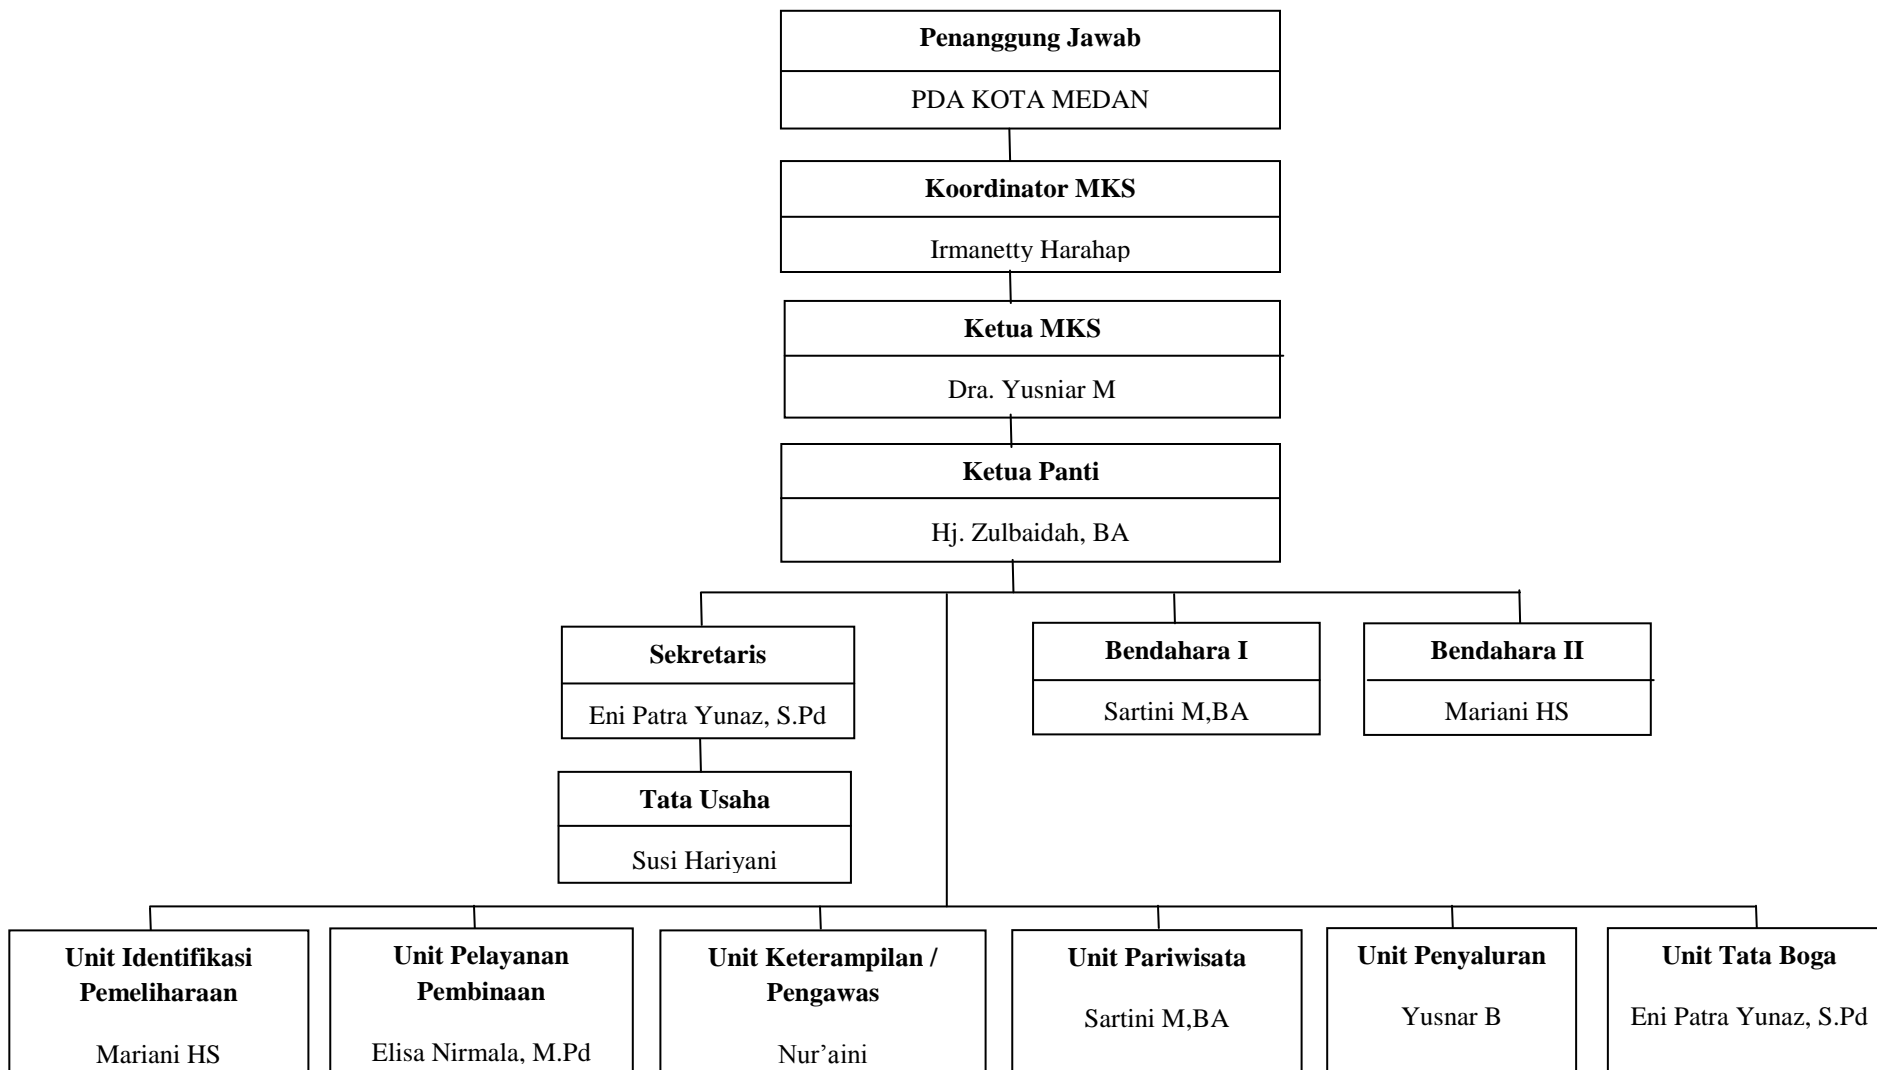 Penanggung Jawab
PDA KOTA MEDAN
Koordinator MKS
Irmanetty Harahap
Ketua MKS
Dra. Yusniar M
Ketua Panti
Hj. Zulbaidah, BA
Sekretaris
Eni Patra Yunaz, S.Pd
Bendahara I
Sartini M,BA
Bendahara II
Mariani HS
Tata Usaha
Susi Hariyani
Unit Identifikasi
Pemeliharaan
Mariani HS
Unit Pelayanan
Pembinaan
Elisa Nirmala, M.Pd
Unit Keterampilan /
Pengawas
Nur’aini
Unit Pariwisata
Sartini M,BA
Unit Penyaluran
Yusnar B
Unit Tata Boga
Eni Patra Yunaz, S.Pd